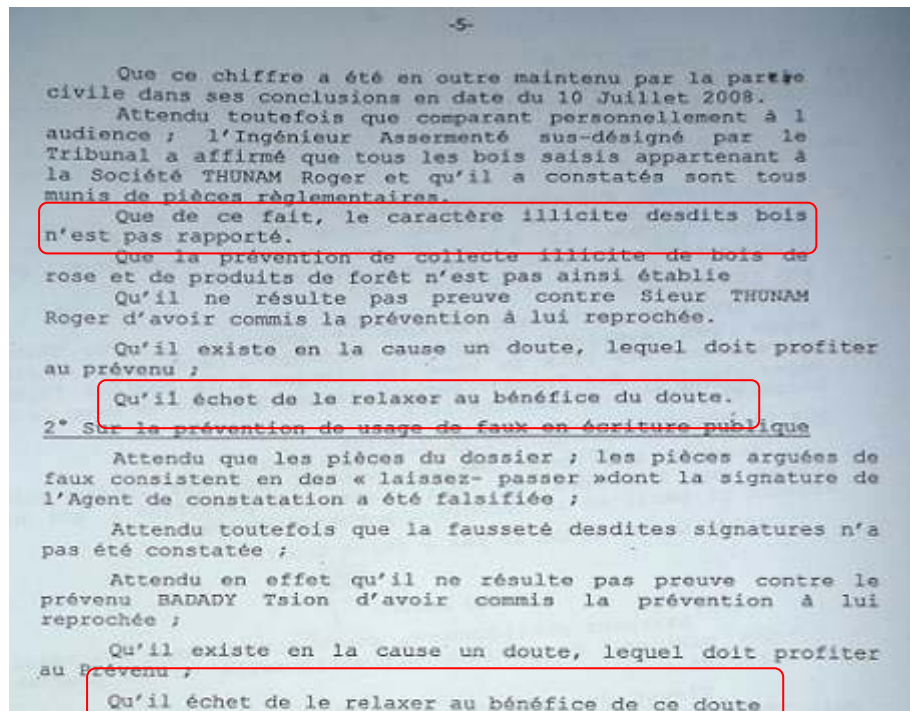 -5-
Que ce chiffre a été en outre maintenu par la partie
civile dans ses conclusions en date du 10 Juillet 2008.
Attendu toutefois que comparant personnellement à l
audience ; l'Ingénieur Assermenté sus-désigné par le
Tribunal a affirmé que tous les bois saisis appartenant à
la Société THUNAM Roger et qu'il a constatés sont tous
munis de pièces règlementaires.
Que de ce fait, le caractère illicite desdits bois
n'est pas rapporté.
Que la prévention de collecte illicite de bois de
rose et de produits de forêt n'est pas ainsi établie
Qu'il ne résulte pas preuve contre Sieur THUNAM
Roger d'avoir commis la prévention à lui reprochée.
Qu'il existe en la cause un doute, lequel doit profiter
au prévenu ;
Qu'il échet de le relaxer au bénéfice du doute.
2° Sur la prévention de usage de faux en écriture publique
Attendu que les pièces du dossier ; les pièces arguées de
faux consistent en des « laissez- passer »dont la signature de
l'Agent de constatation a été falsifiée ;
Attendu toutefois que la fausseté desdites signatures n'a
pas été constatée ;
Attendu en effet qu'il ne résulte pas preuve contre le
prévenu BADADY Tsion d'avoir commis la prévention à lui
reprochée ;
Qu'il existe en la cause un doute, lequel doit profiter
au Prévenu ;
Qu'il échet de le relaxer au bénéfice de ce doute